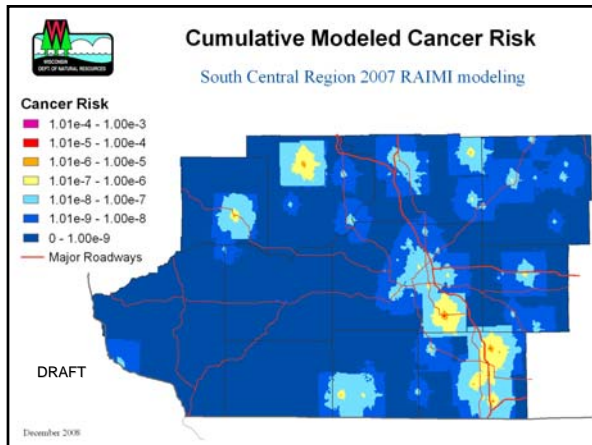 WISCONSIN
DEPT. OF NATURAL RESOURCES
Cumulative Modeled Cancer Risk
South Central Region 2007 RAIMI modeling
Cancer Risk
1.01e-4 - 1.00e-3
1.01e-5 - 1.00e-4
1.01e-6 - 1.00e-5
1.01e-7 - 1.00e-6
1.01e-8 - 1.00e-7
1.01e-9 - 1.00e-8
0 - 1.00e-9
Major Roadways
DRAFT
December 2008